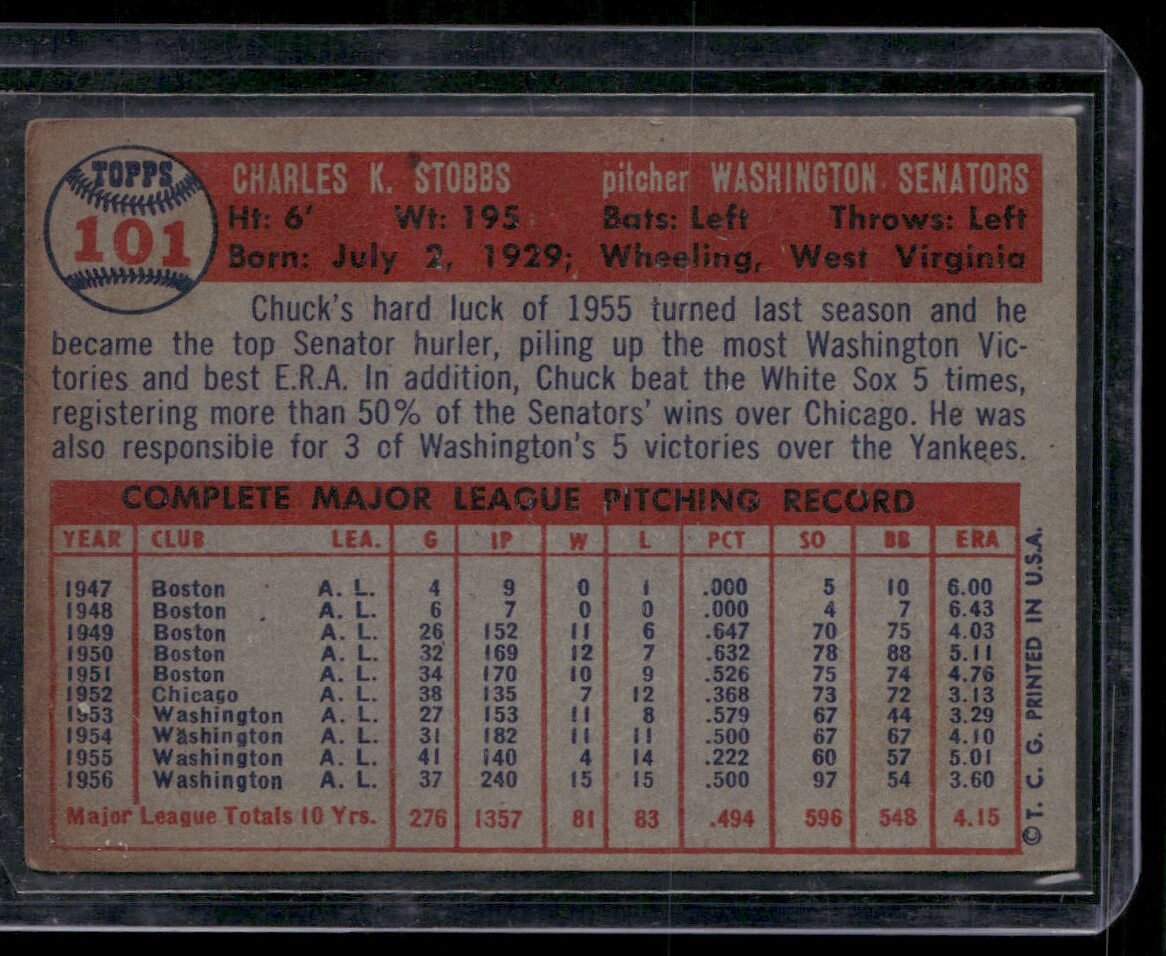 TOPPS
101
CHARLES K. STOBBS pitcher WASHINGTON SENATORS
Ht: 6' Wt: 195 Bats: Left Throws: Left
Born: July 2, 1929; Wheeling, West Virginia
Chuck's hard luck of 1955 turned last season and he
became the top Senator hurler, piling up the most Washington Vic-
tories and best E.R.A. In addition, Chuck beat the White Sox 5 times,
registering more than 50% of the Senators' wins over Chicago. He was
also responsible for 3 of Washington's 5 victories over the Yankees.
COMPLETE MAJOR LEAGUE PITCHING RECORD
YEAR CLUB LEA. G IP W L PCT SO BB ERA
1947 Boston A. L. 4 9 0 1 .000 5 10 6.00
1948 Boston A. L. 6 7 0 0 .000 4 7 6.43
1949 Boston A. L. 26 152 11 6 .647 70 75 4.03
1950 Boston A. L. 32 169 12 7 .632 78 88 5.11
1951 Boston A. L. 34 170 10 9 .526 75 74 4.76
1952 Chicago A. L. 38 135 7 12 .368 73 72 3.13
1953 Washington A. L. 27 153 11 8 .579 67 44 3.29
1954 Washington A. L. 31 182 11 11 .500 67 67 4.10
1955 Washington A. L. 41 140 4 14 .222 60 57 5.01
1956 Washington A. L. 37 240 15 15 .500 97 54 3.60
Major League Totals 10 Yrs. 276 1357 81 83 .494 596 548 4.15
© T. C. G. PRINTED IN U.S.A.